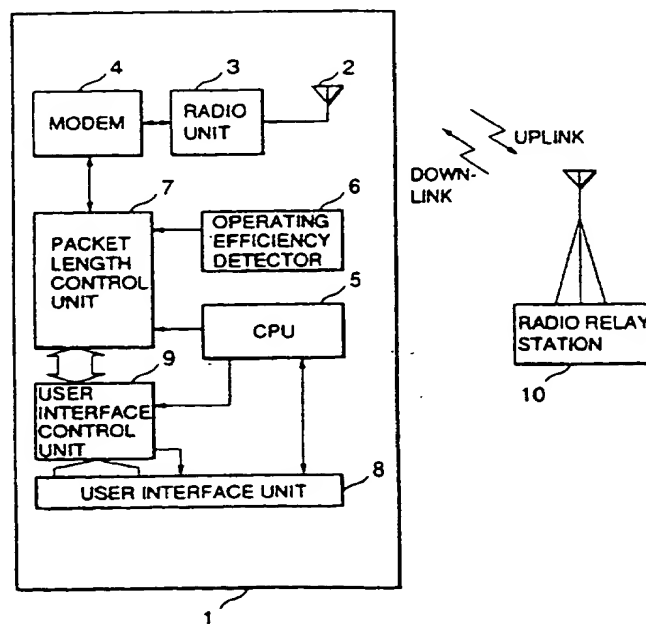 4
3
2
MODEM
RADIO
UNIT
UPLINK
DOWN-
LINK
7
6
PACKET
LENGTH
CONTROL
UNIT
OPERATING
EFFICIENCY
DETECTOR
5
CPU
RADIO RELAY
STATION
10
9
USER
INTERFACE
CONTROL
UNIT
8
USER INTERFACE UNIT
1